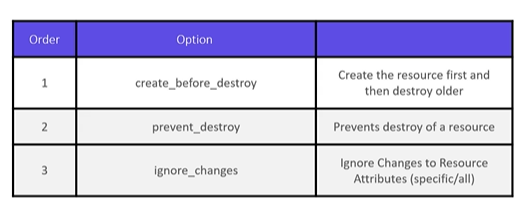 Order Option
1 create_before_destroy Create the resource first and
then destroy older
2 prevent_destroy Prevents destroy of a resource
3 ignore_changes Ignore Changes to Resource
Attributes (specific/all)